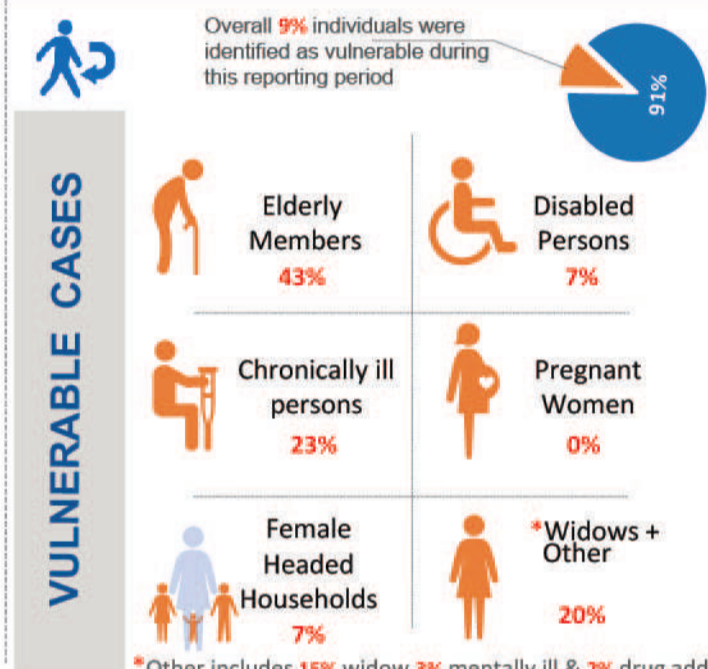 Overall 9% individuals were
identified as vulnerable during
this reporting period
91%
VULNERABLE CASES
Elderly
Members
43%
Disabled
Persons
7%
Chronically ill
persons
23%
Pregnant
Women
0%
Female
Headed
Households
7%
*Widows +
Other
20%
*Other includes 15% widow 3% mentally ill & 2% drug